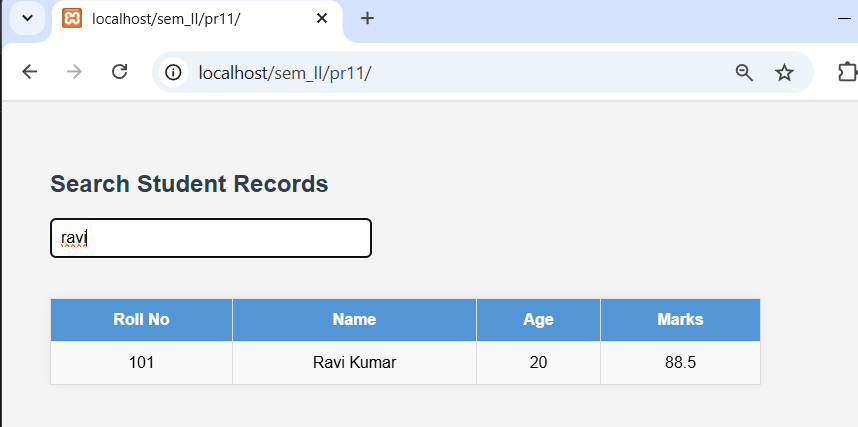 localhost/sem_II/pr11/
localhost/sem_II/pr11/
Search Student Records
ravi
Roll No Name Age Marks
101 Ravi Kumar 20 88.5